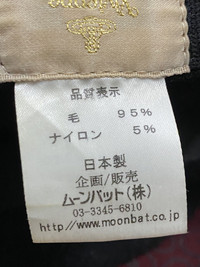 品質表示
毛 95%
ナイロン 5%
日本製
企画/販売
ムーンバット(株)
03-3345-6810
http://www.moonbat.co.jp